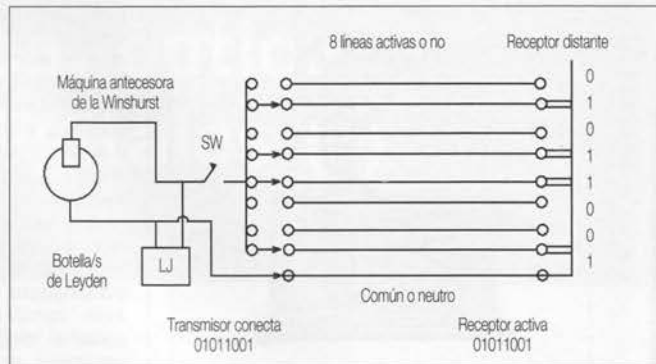 8 líneas activas o no
Receptor distante
Máquina antecesora
de la Winshurst
SW
0
1
0
1
1
0
0
1
Botella/s
de Leyden
LJ
Común o neutro
Transmisor conecta
01011001
Receptor activa
01011001